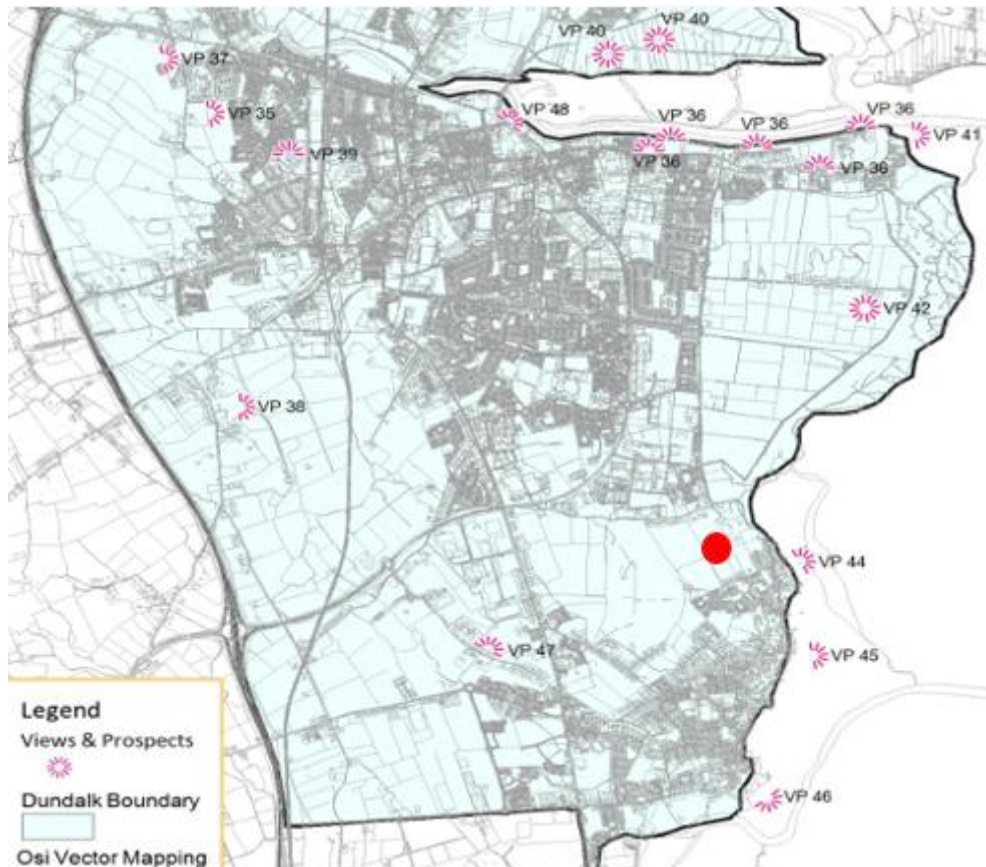 VP 40
VP 40
VP 37
VP 35
VP 48
VP 36
VP 36
VP 36
VP 41
VP 39
VP 36
VP 36
VP 42
VP 38
VP 44
VP 47
VP 45
VP 46
Legend
Views & Prospects
Dundalk Boundary
Osi Vector Mapping